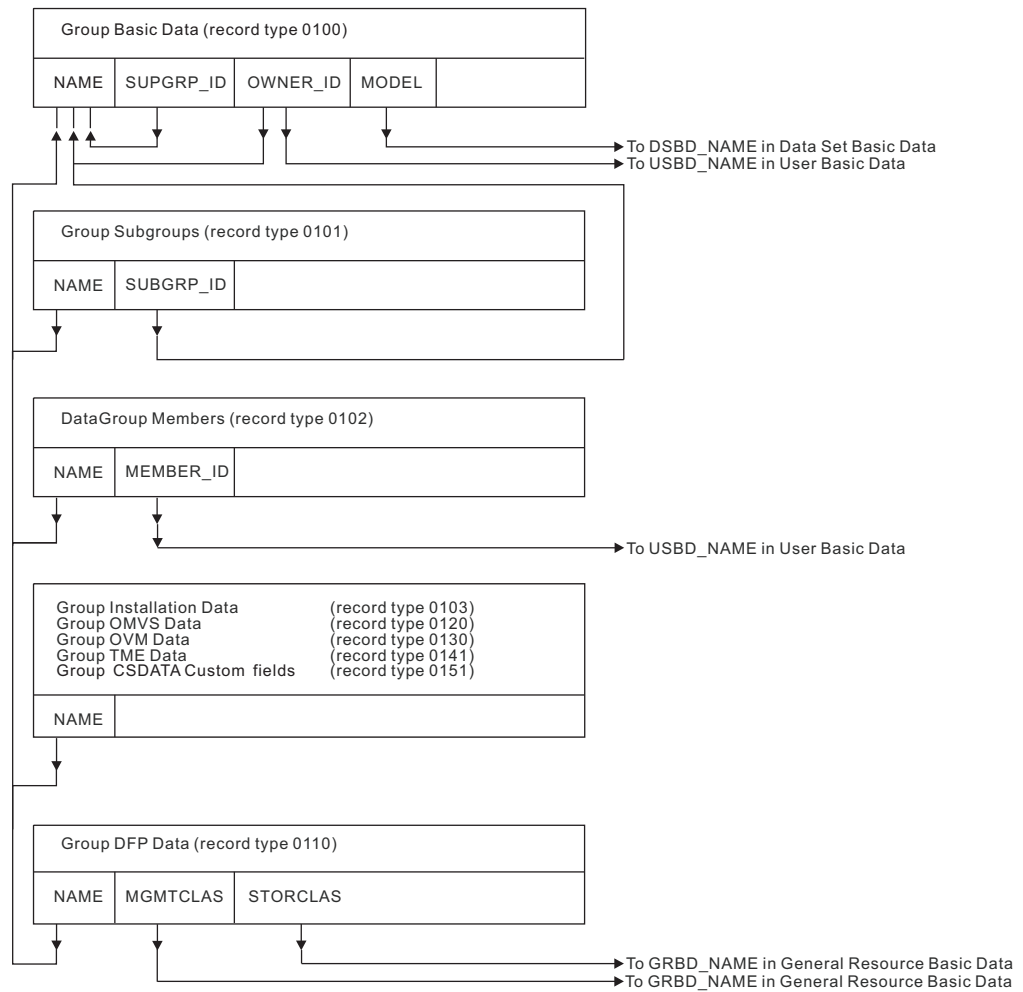 Group Basic Data (record type 0100)
NAME SUPGRP_ID OWNER_ID MODEL
To DSBD_NAME in Data Set Basic Data
To USBD_NAME in User Basic Data
Group Subgroups (record type 0101)
NAME SUBGRP_ID
DataGroup Members (record type 0102)
NAME MEMBER_ID
To USBD_NAME in User Basic Data
Group Installation Data (record type 0103)
Group OMVS Data (record type 0120)
Group OVM Data (record type 0130)
Group TME Data (record type 0141)
Group CSDATA Custom fields (record type 0151)
NAME
Group DFP Data (record type 0110)
NAME MGMTCLAS STORCLAS
To GRBD_NAME in General Resource Basic Data
To GRBD_NAME in General Resource Basic Data